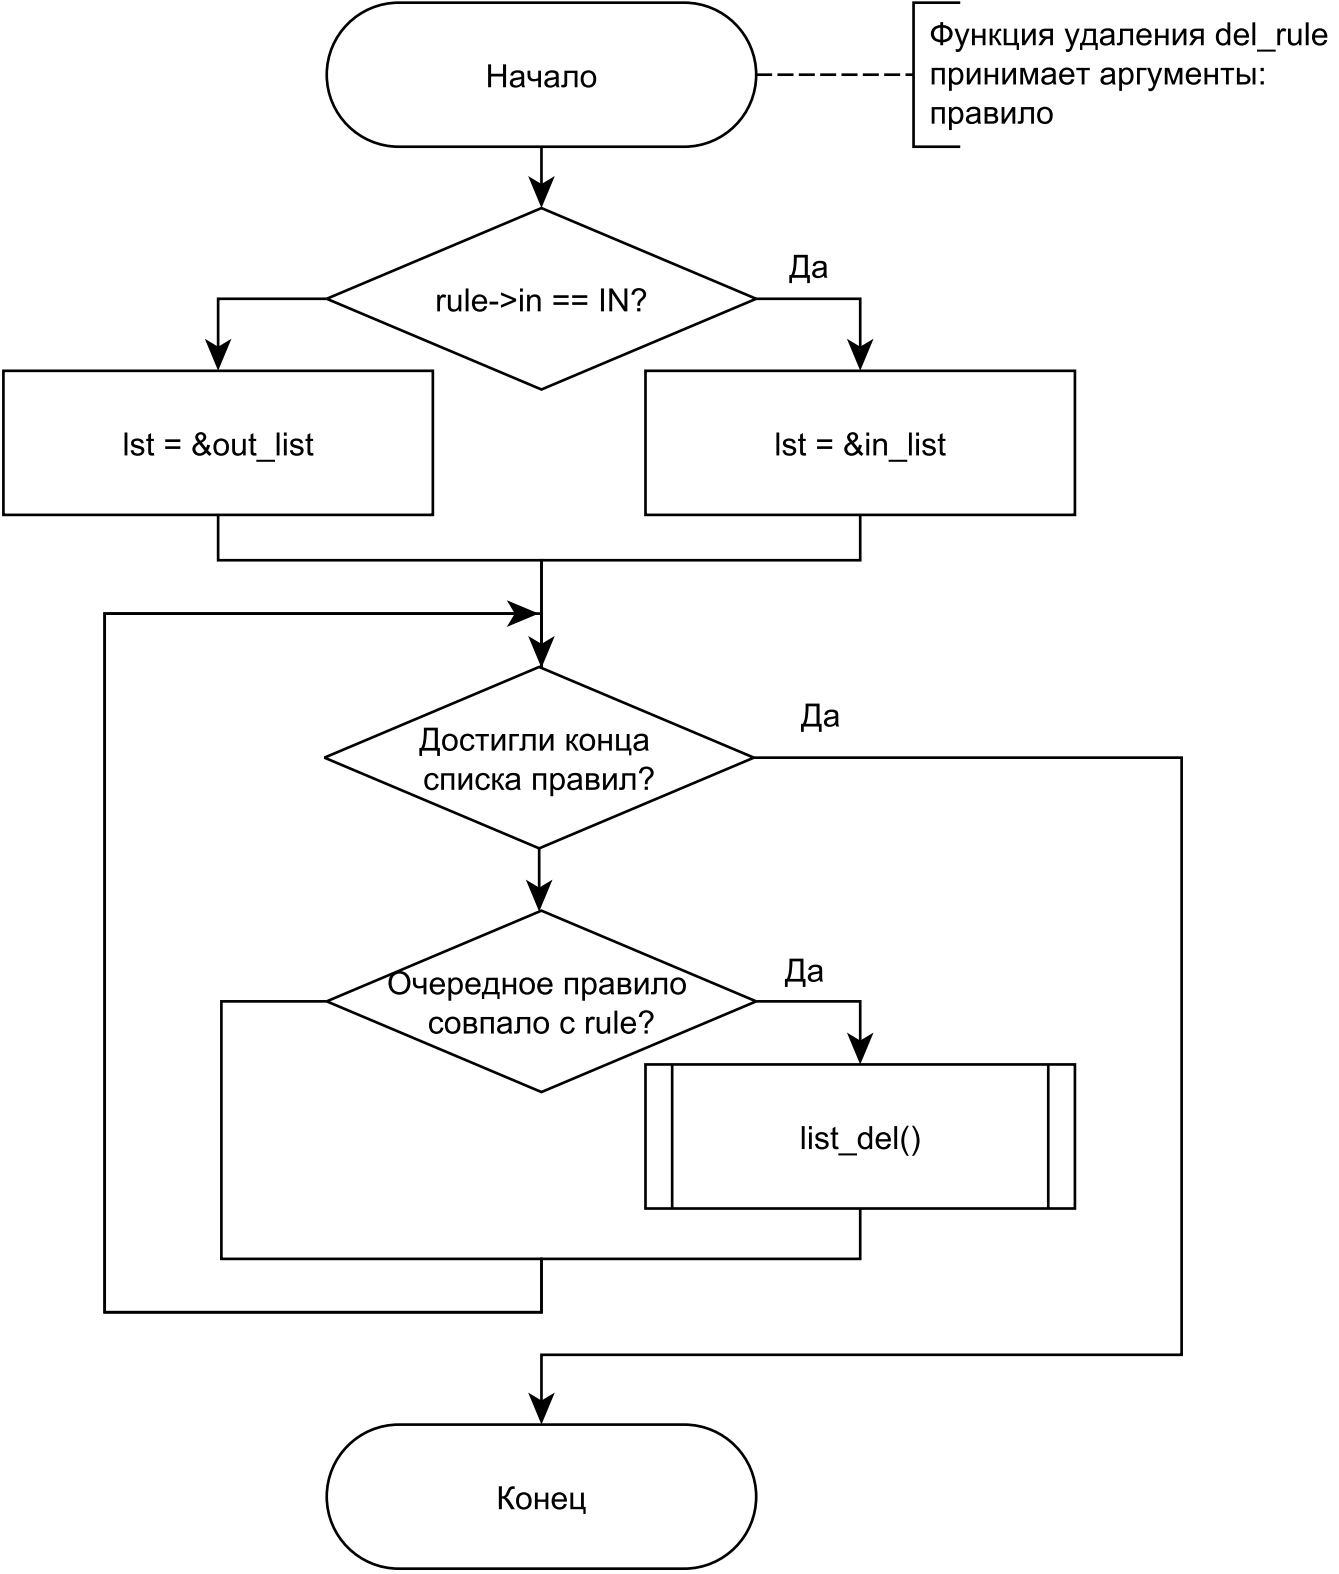 Начало
Функция удаления del_rule
принимает аргументы:
правило
rule->in == IN?
Да
lst = &out_list
lst = &in_list
Достигли конца
списка правил?
Да
Очередное правило
совпало с rule?
Да
list_del()
Конец